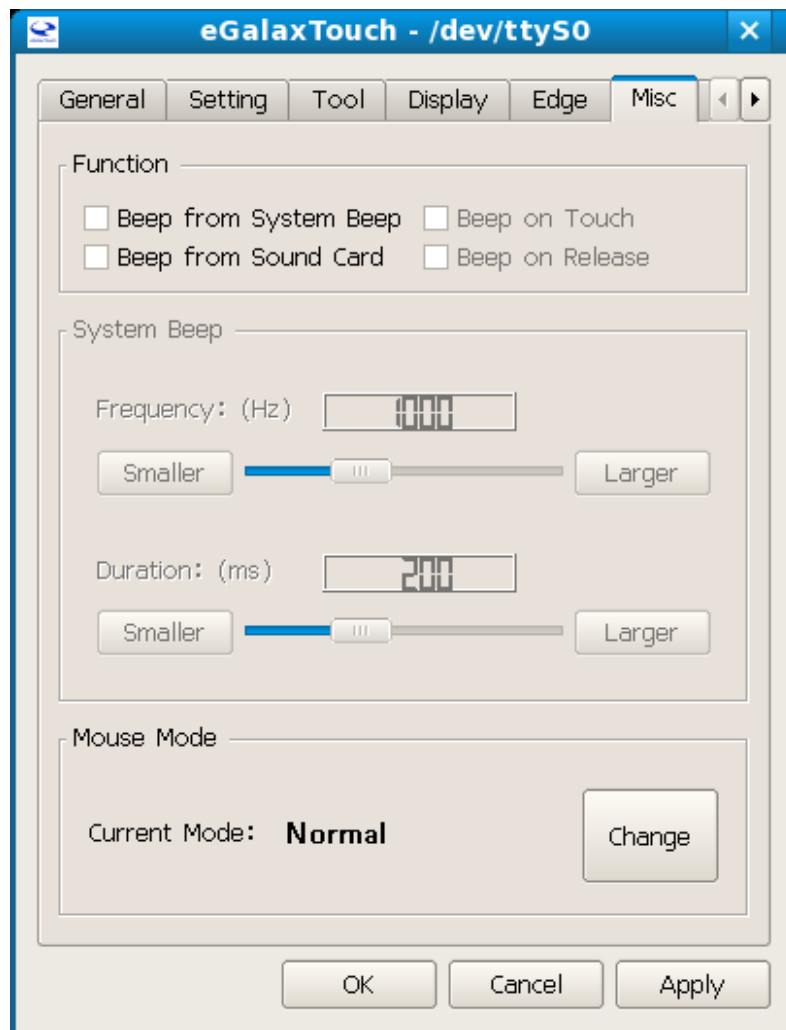 eGalaxTouch - /dev/ttyS0
General Setting Tool Display Edge Misc
Function
Beep from System Beep Beep on Touch
Beep from Sound Card Beep on Release
System Beep
Frequency: (Hz) 1000
Smaller Larger
Duration: (ms) 200
Smaller Larger
Mouse Mode
Current Mode: Normal Change
OK Cancel Apply